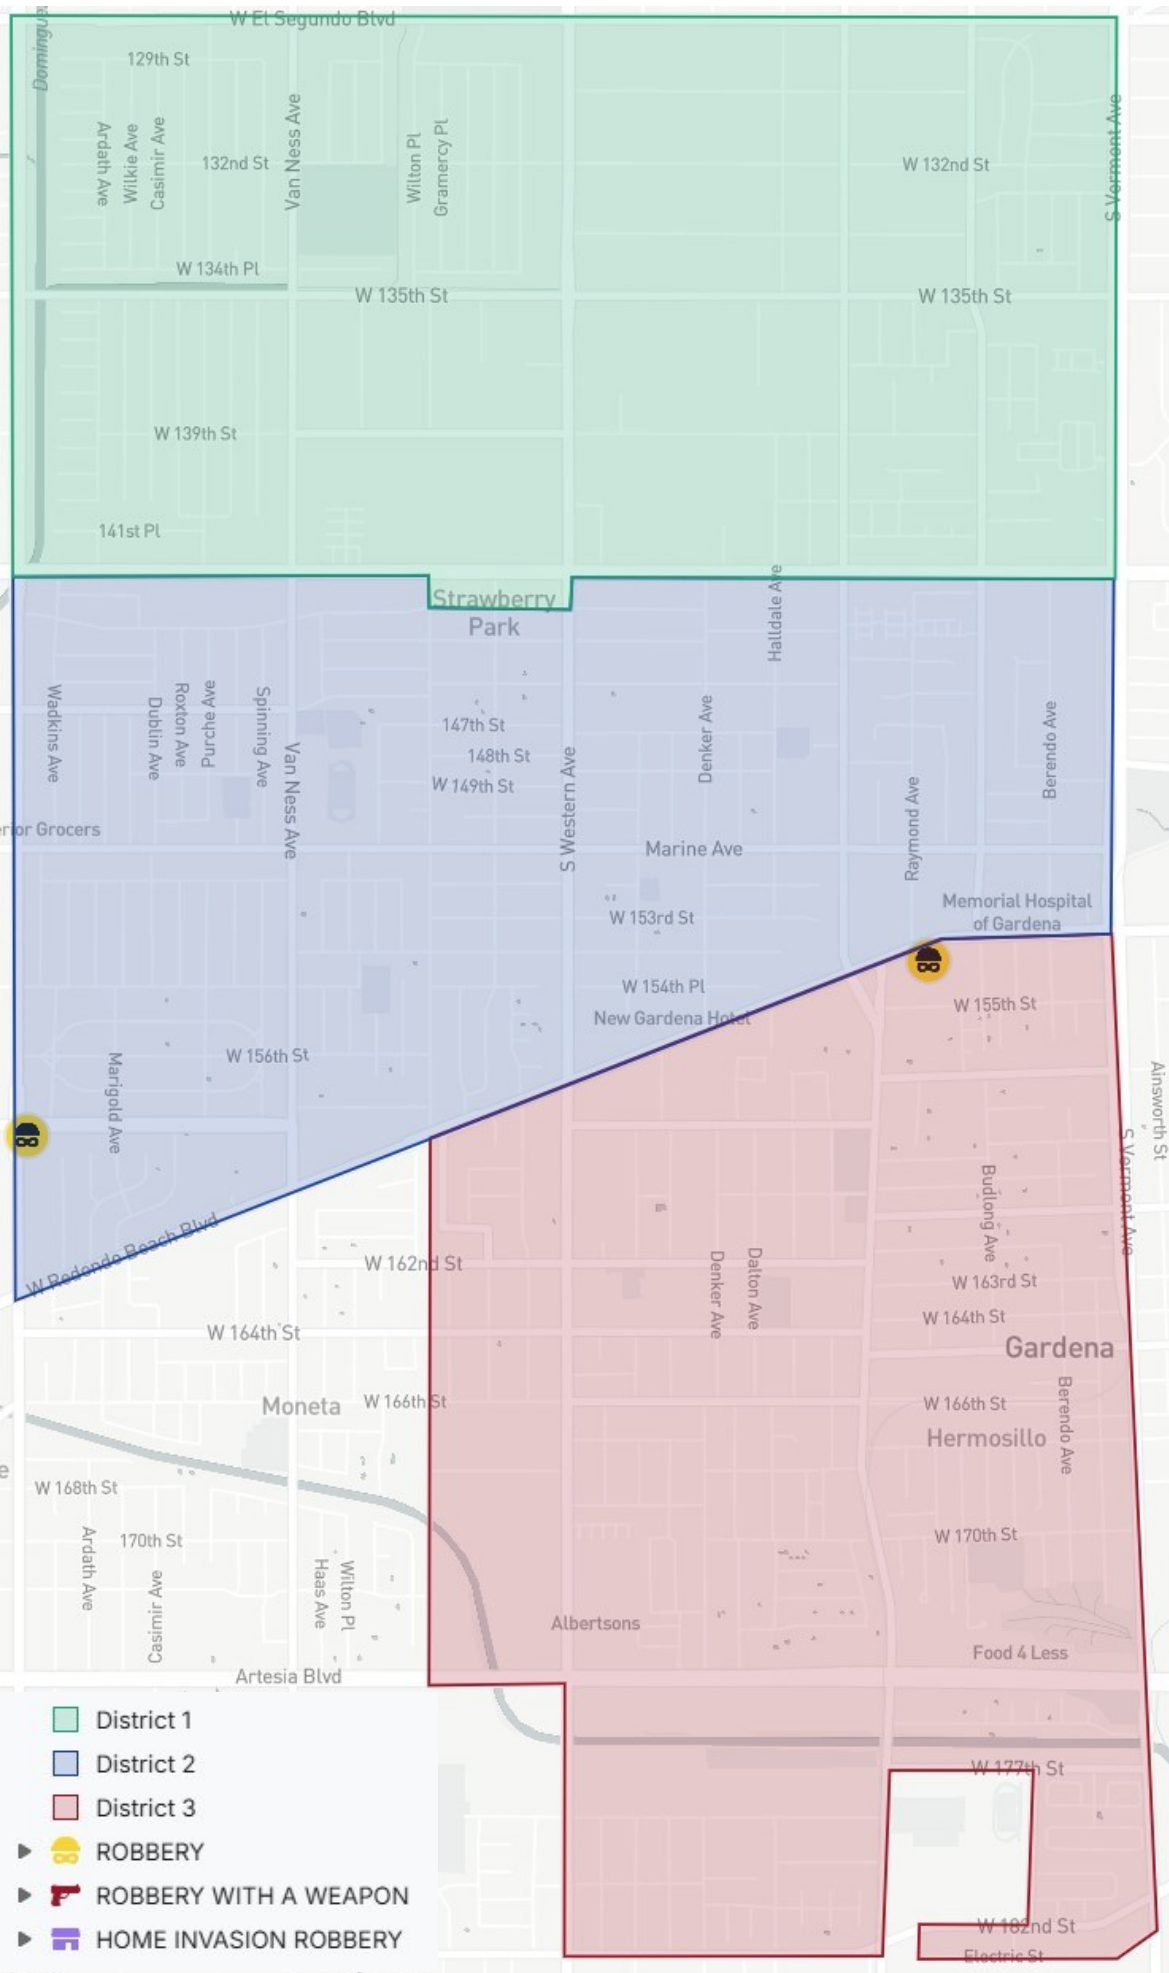 W El Segundo Blvd
129th St
Ardath Ave
Wilkie Ave
Casimir Ave
132nd St
Van Ness Ave
Wilton Pl
Gramercy Pl
W 132nd St
S Vermont Ave
W 134th Pl
W 135th St
W 135th St
W 139th St
141st Pl
Strawberry
Park
Halldale Ave
Wadkins Ave
Dublin Ave
Roxton Ave
Purche Ave
Spinning Ave
Van Ness Ave
147th St
148th St
W 149th St
S Western Ave
Denker Ave
Raymond Ave
Berendo Ave
rior Grocers
Marine Ave
Memorial Hospital
of Gardena
W 153rd St
W 154th Pl
New Gardena Hotel
W 155th St
W 156th St
Marigold Ave
Ainsworth St
S Vermont Ave
Budlong Ave
W Redondo Beach Blvd
W 162nd St
Denker Ave
Dalton Ave
W 163rd St
W 164th St
W 164th St
Gardena
Moneta
W 166th St
W 166th St
Berendo Ave
Hermosillo
e
W 168th St
Ardath Ave
170th St
Casimir Ave
Haas Ave
Wilton Pl
W 170th St
Albertsons
Food 4 Less
Artesia Blvd
W 177th St
W 182nd St
Electric St
District 1
District 2
District 3
ROBBERY
ROBBERY WITH A WEAPON
HOME INVASION ROBBERY